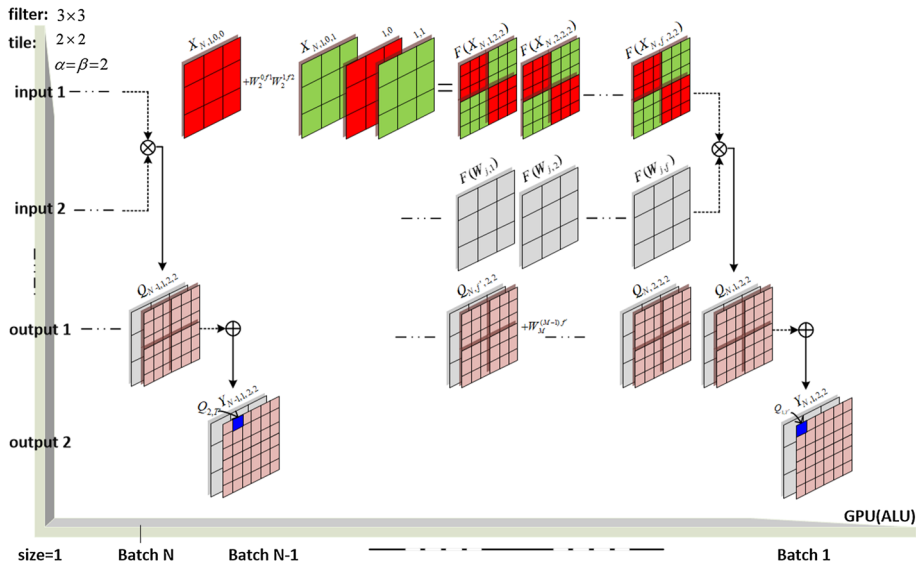 filter: 3×3
tile: 2×2
α=β=2
input 1
input 2
output 1
output 2
X_{N,1,0,0}
+W_2^{0,f1}W_2^{1,f2}
X_{N,1,0,1}
1,0
1,1
=
F(X_{N,1,2,2})
F(X_{N,2,2,2})
F(X_{N,f,2,2})
F(W_{j,1})
F(W_{j,2})
F(W_{j,f})
Q_{N-1,1,2,2}
Q_{N,f',2,2}
+W_M^{(M-1),f'}
Q_{N,2,2,2}
Q_{N,1,2,2}
Y_{N-1,1,2,2}
Y_{N,1,2,2}
GPU(ALU)
size=1
Batch N
Batch N-1
Batch 1